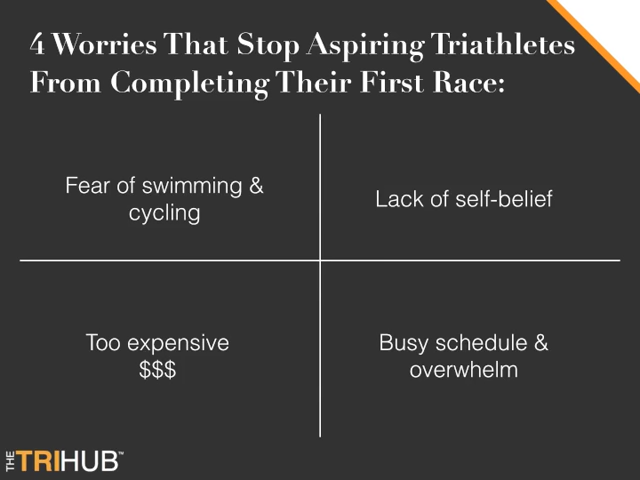 4 Worries That Stop Aspiring Triathletes
From Completing Their First Race:
Fear of swimming &
cycling
Lack of self-belief
Too expensive
$$$
Busy schedule &
overwhelm
THE TRIHUB™